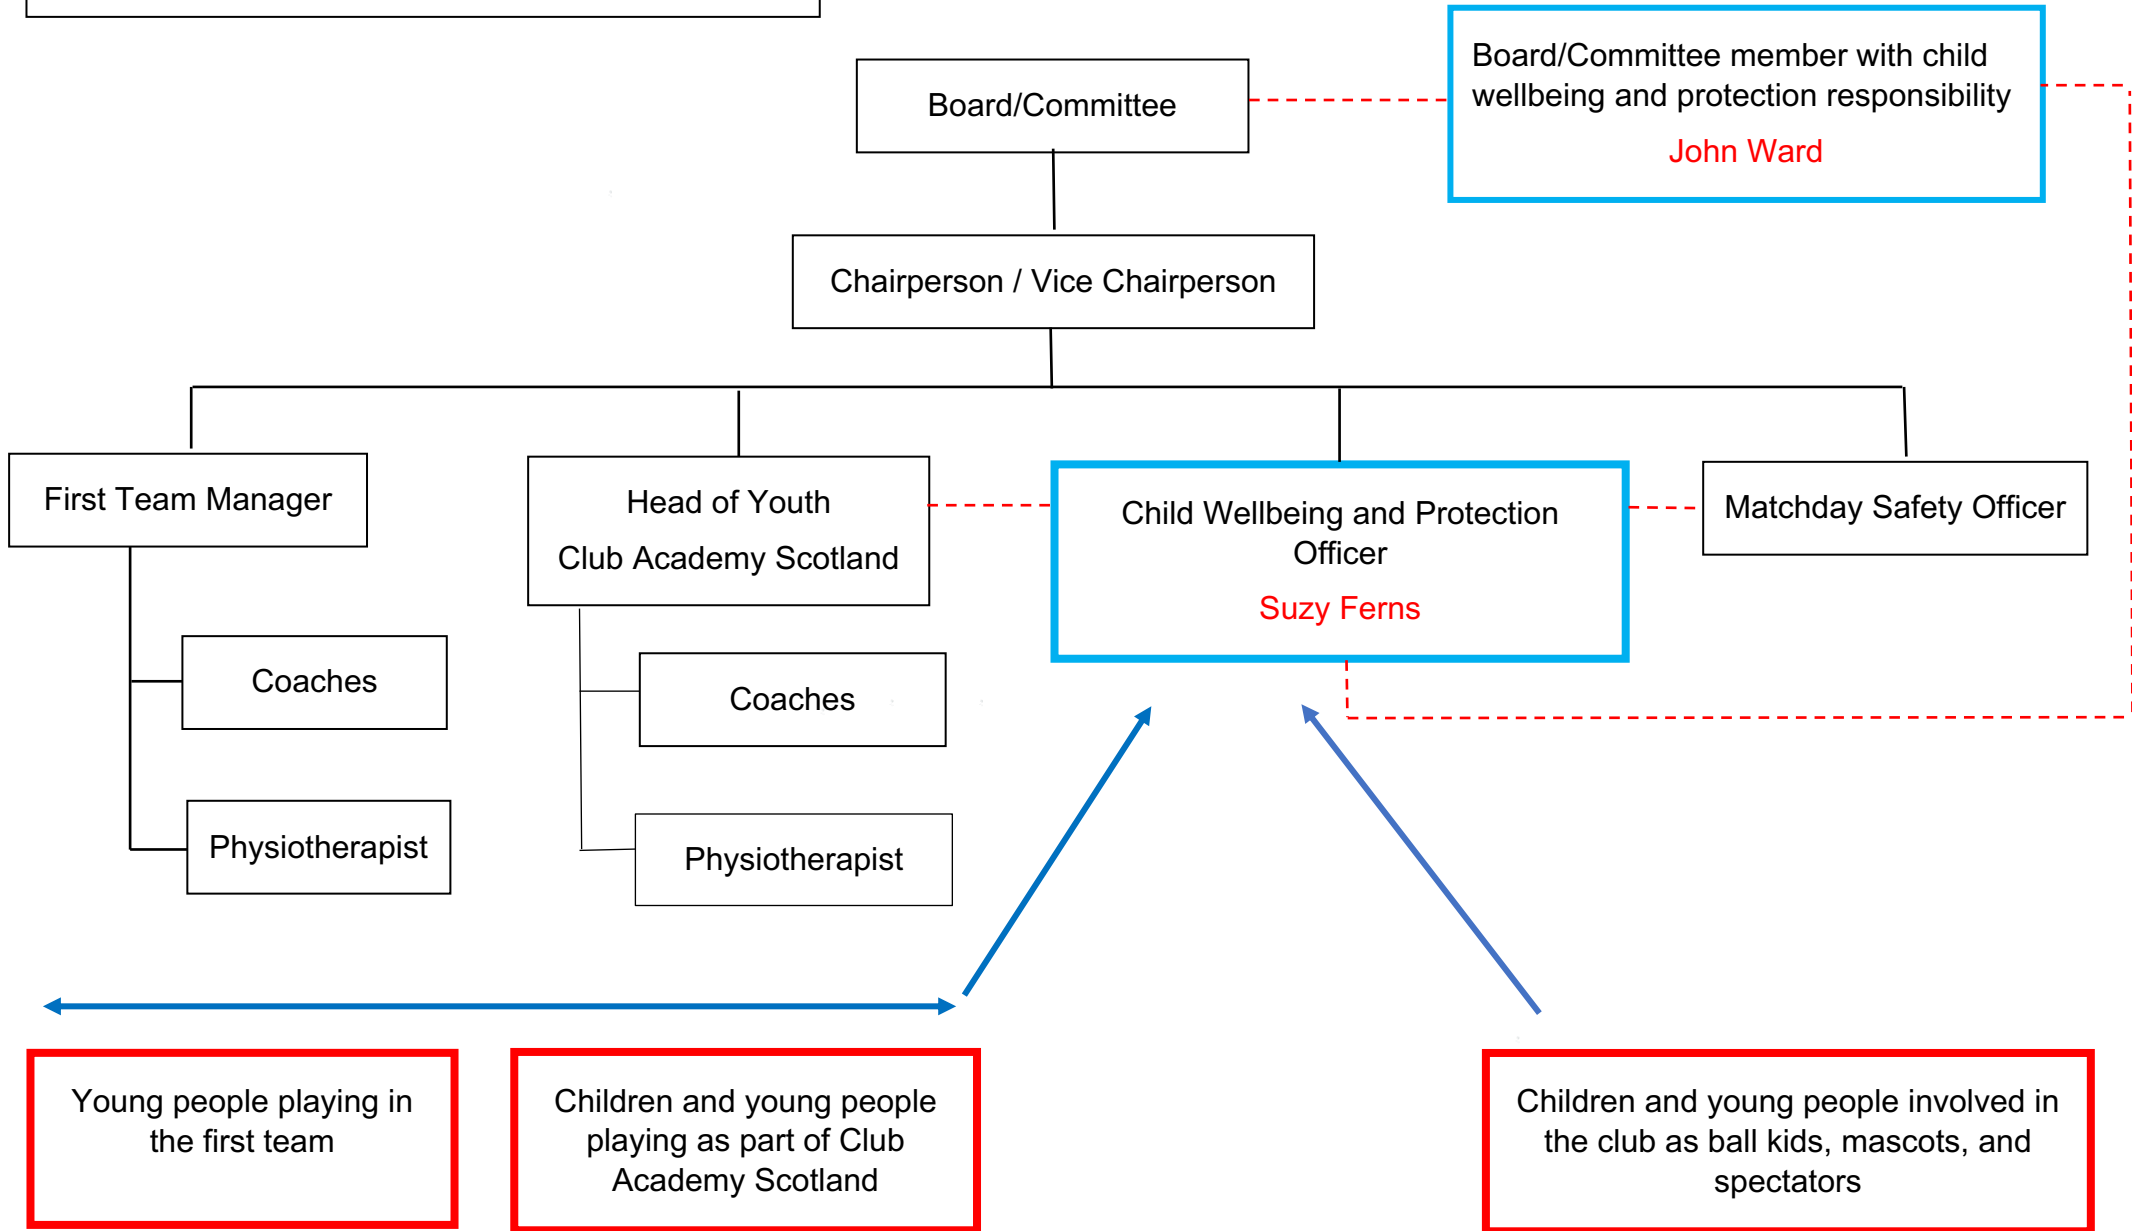 Board/Committee member with child
wellbeing and protection responsibility
John Ward
Board/Committee
Chairperson / Vice Chairperson
First Team Manager
Head of Youth
Club Academy Scotland
Child Wellbeing and Protection
Officer
Suzy Ferns
Matchday Safety Officer
Coaches
Coaches
Physiotherapist
Physiotherapist
Young people playing in
the first team
Children and young people
playing as part of Club
Academy Scotland
Children and young people involved in
the club as ball kids, mascots, and
spectators